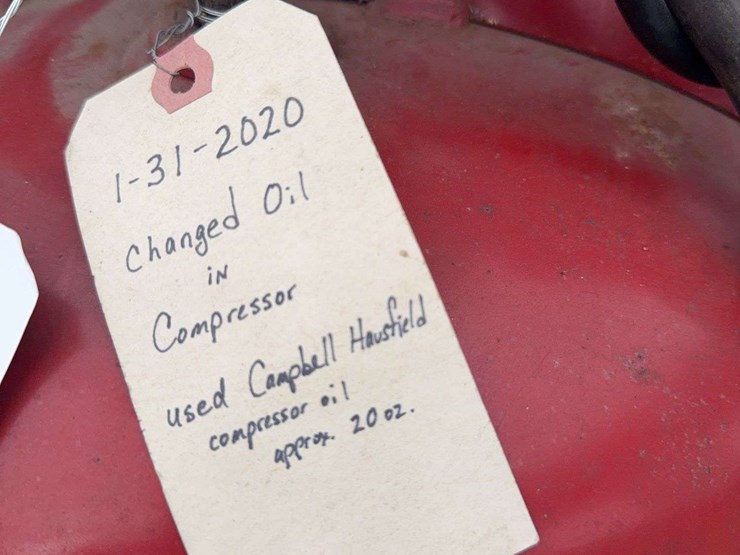 1-31-2020
Changed Oil
in
Compressor
used Campbell Hausfield
compressor oil
approx. 20 oz.